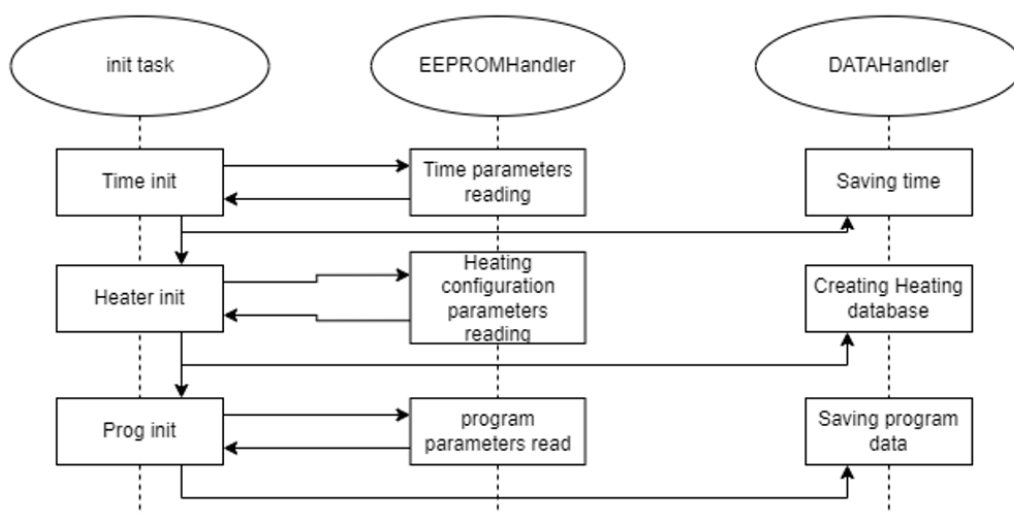 init task
EEPROMHandler
DATAHandler
Time init
Time parameters
reading
Saving time
Heater init
Heating
configuration
parameters
reading
Creating Heating
database
Prog init
program
parameters read
Saving program
data